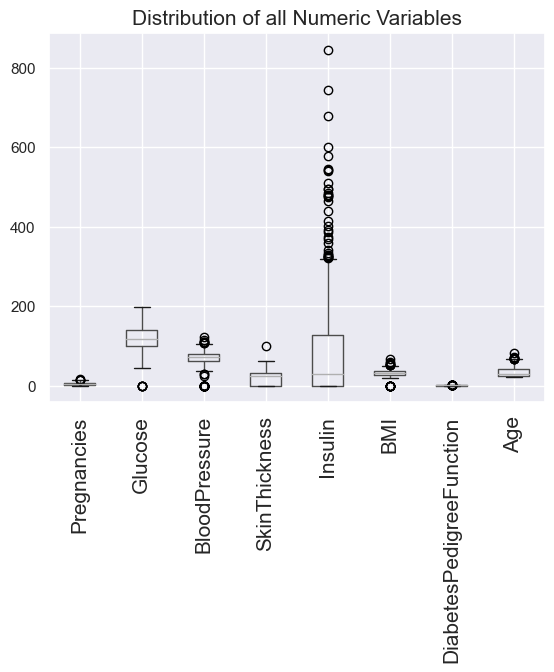 Distribution of all Numeric Variables
800
600
400
200
0
Pregnancies
Glucose
BloodPressure
SkinThickness
Insulin
BMI
DiabetesPedigreeFunction
Age